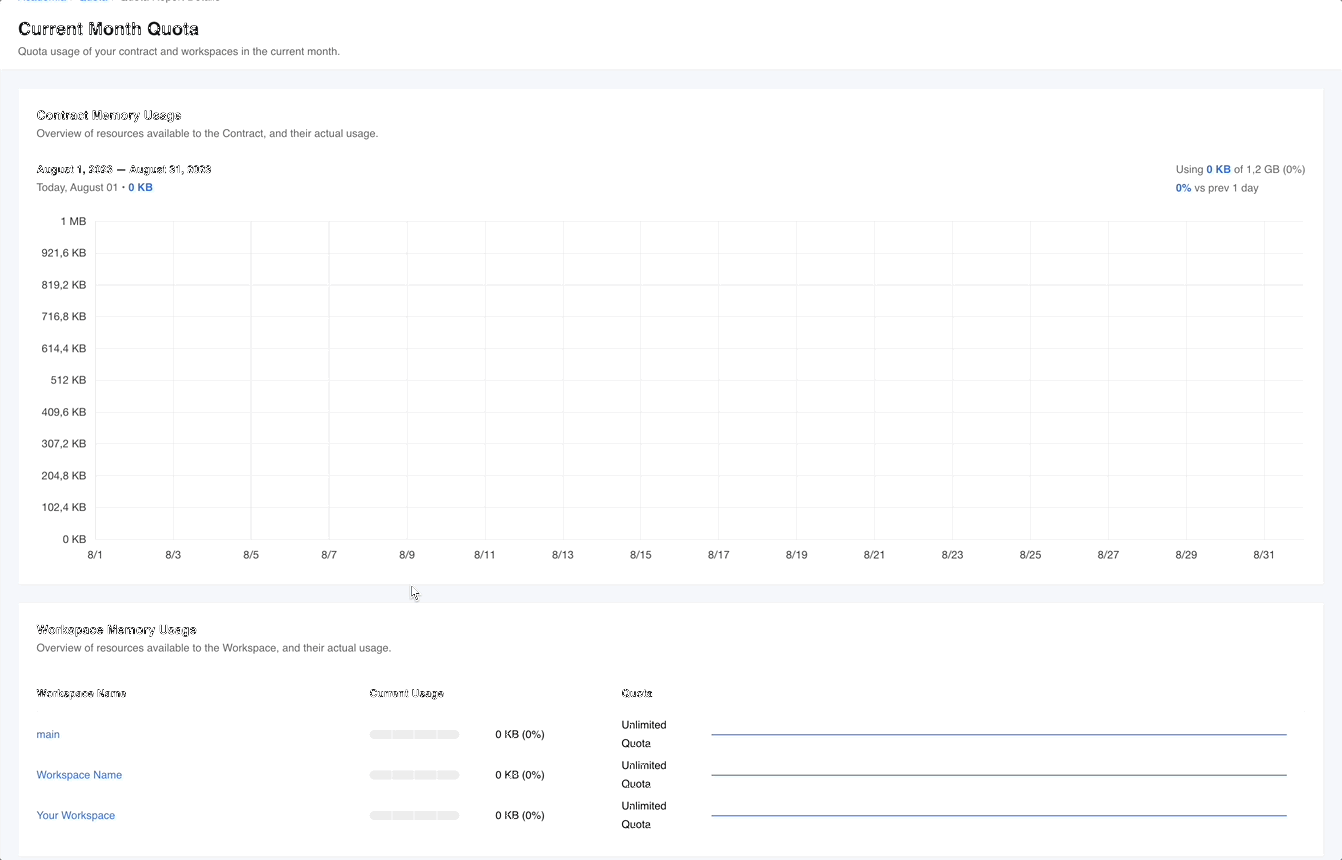 Current Month Quota
Quota usage of your contract and workspaces in the current month.
Contract Memory Usage
Overview of resources available to the Contract, and their actual usage.
August 1, 2023 — August 31, 2023
Using 0 KB of 1,2 GB (0%)
Today, August 01 • 0 KB
0% vs prev 1 day
1 MB
921,6 KB
819,2 KB
716,8 KB
614,4 KB
512 KB
409,6 KB
307,2 KB
204,8 KB
102,4 KB
0 KB
8/1 8/3 8/5 8/7 8/9 8/11 8/13 8/15 8/17 8/19 8/21 8/23 8/25 8/27 8/29 8/31
Workspace Memory Usage
Overview of resources available to the Workspace, and their actual usage.
Workspace Name Current Usage Quota
main 0 KB (0%) Unlimited
Quota
Workspace Name 0 KB (0%) Unlimited
Quota
Your Workspace 0 KB (0%) Unlimited
Quota